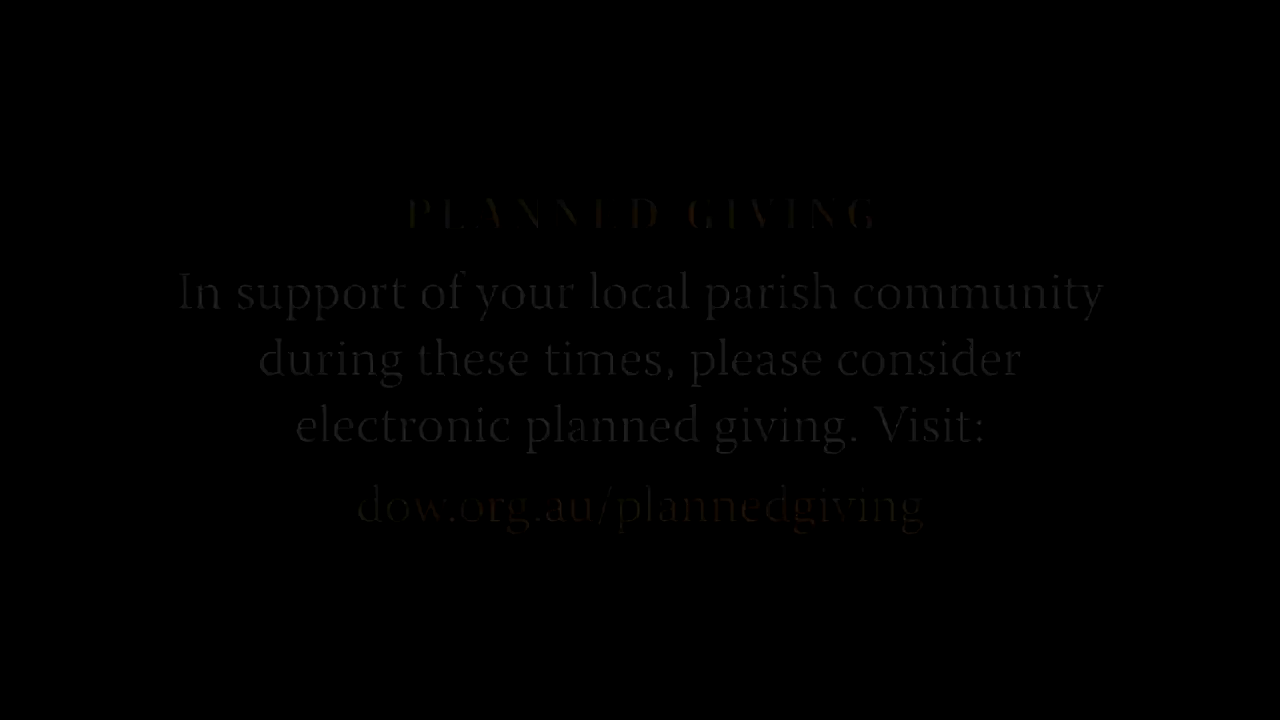 PLANNED GIVING
In support of your local parish community
during these times, please consider
electronic planned giving. Visit:
dow.org.au/plannedgiving